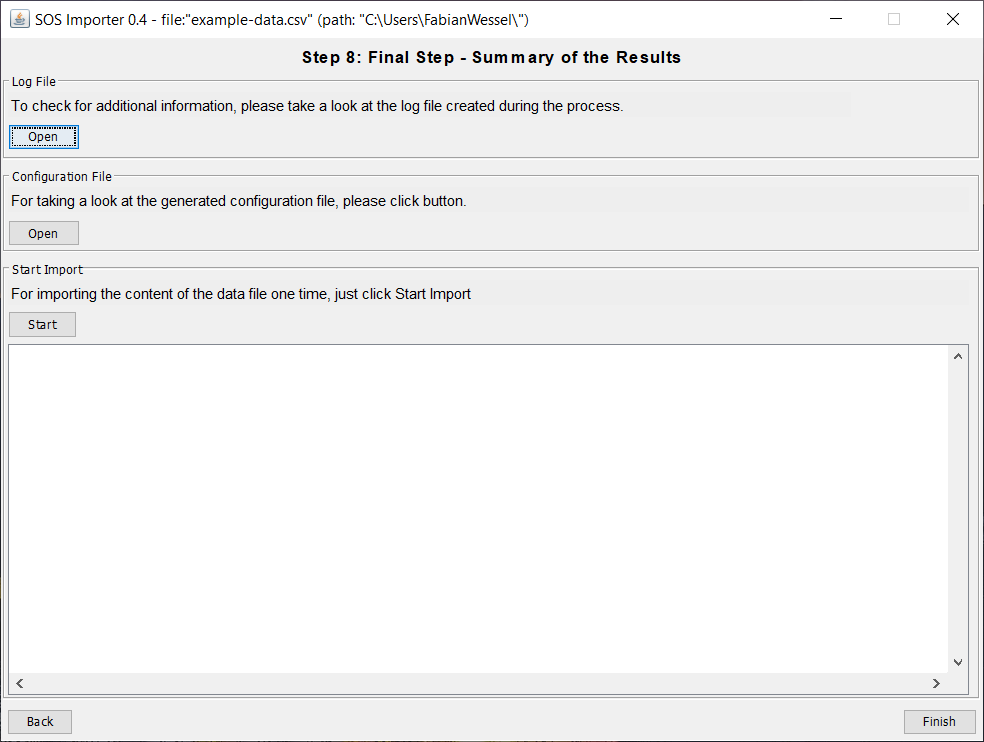 SOS Importer 0.4 - file:"example-data.csv" (path: "C:\Users\FabianWessel\")
Step 8: Final Step - Summary of the Results
Log File
To check for additional information, please take a look at the log file created during the process.
Open
Configuration File
For taking a look at the generated configuration file, please click button.
Open
Start Import
For importing the content of the data file one time, just click Start Import
Start
Back
Finish